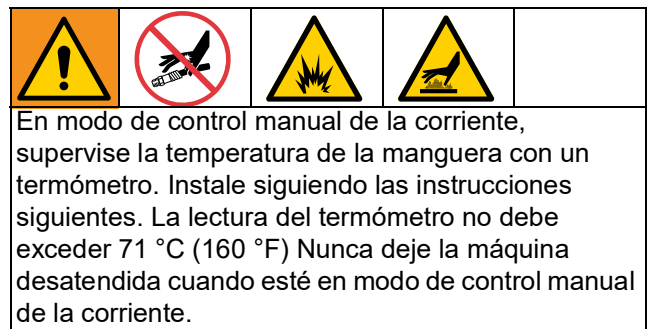 En modo de control manual de la corriente,
supervise la temperatura de la manguera con un
termómetro. Instale siguiendo las instrucciones
siguientes. La lectura del termómetro no debe
exceder 71 °C (160 °F) Nunca deje la máquina
desatendida cuando esté en modo de control manual
de la corriente.